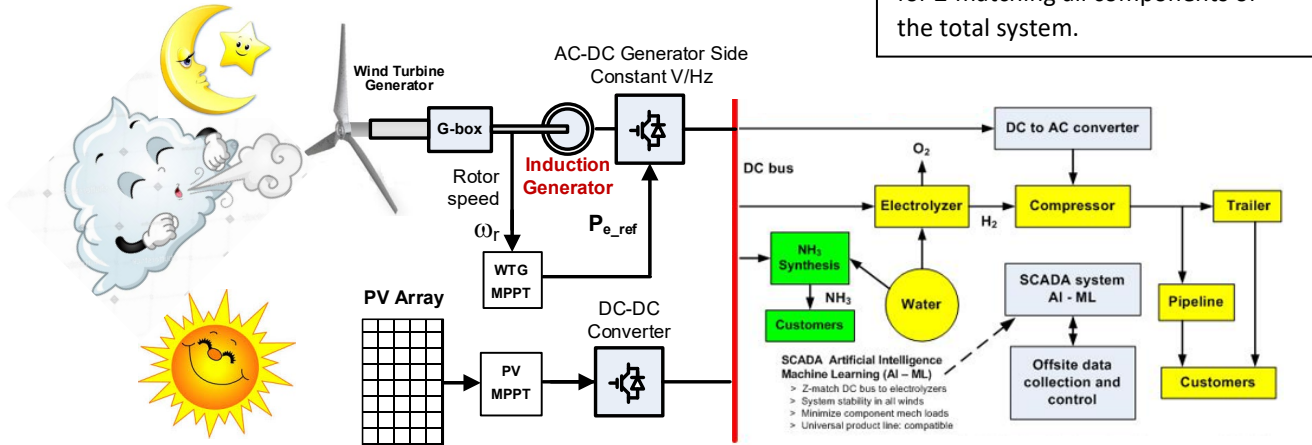 for Z-matching all components of
the total system.
Wind Turbine
Generator
G-box
Rotor
speed
ωr
Induction
Generator
AC-DC Generator Side
Constant V/Hz
Pe_ref
WTG
MPPT
PV Array
PV
MPPT
DC-DC
Converter
DC bus
DC to AC converter
O2
Electrolyzer
H2
Compressor
Trailer
NH3
Synthesis
NH3
Customers
Water
SCADA system
AI - ML
Pipeline
Offsite data
collection and
control
Customers
SCADA Artificial Intelligence
Machine Learning (AI – ML)
> Z-match DC bus to electrolyzers
> System stability in all winds
> Minimize component mech loads
> Universal product line: compatible